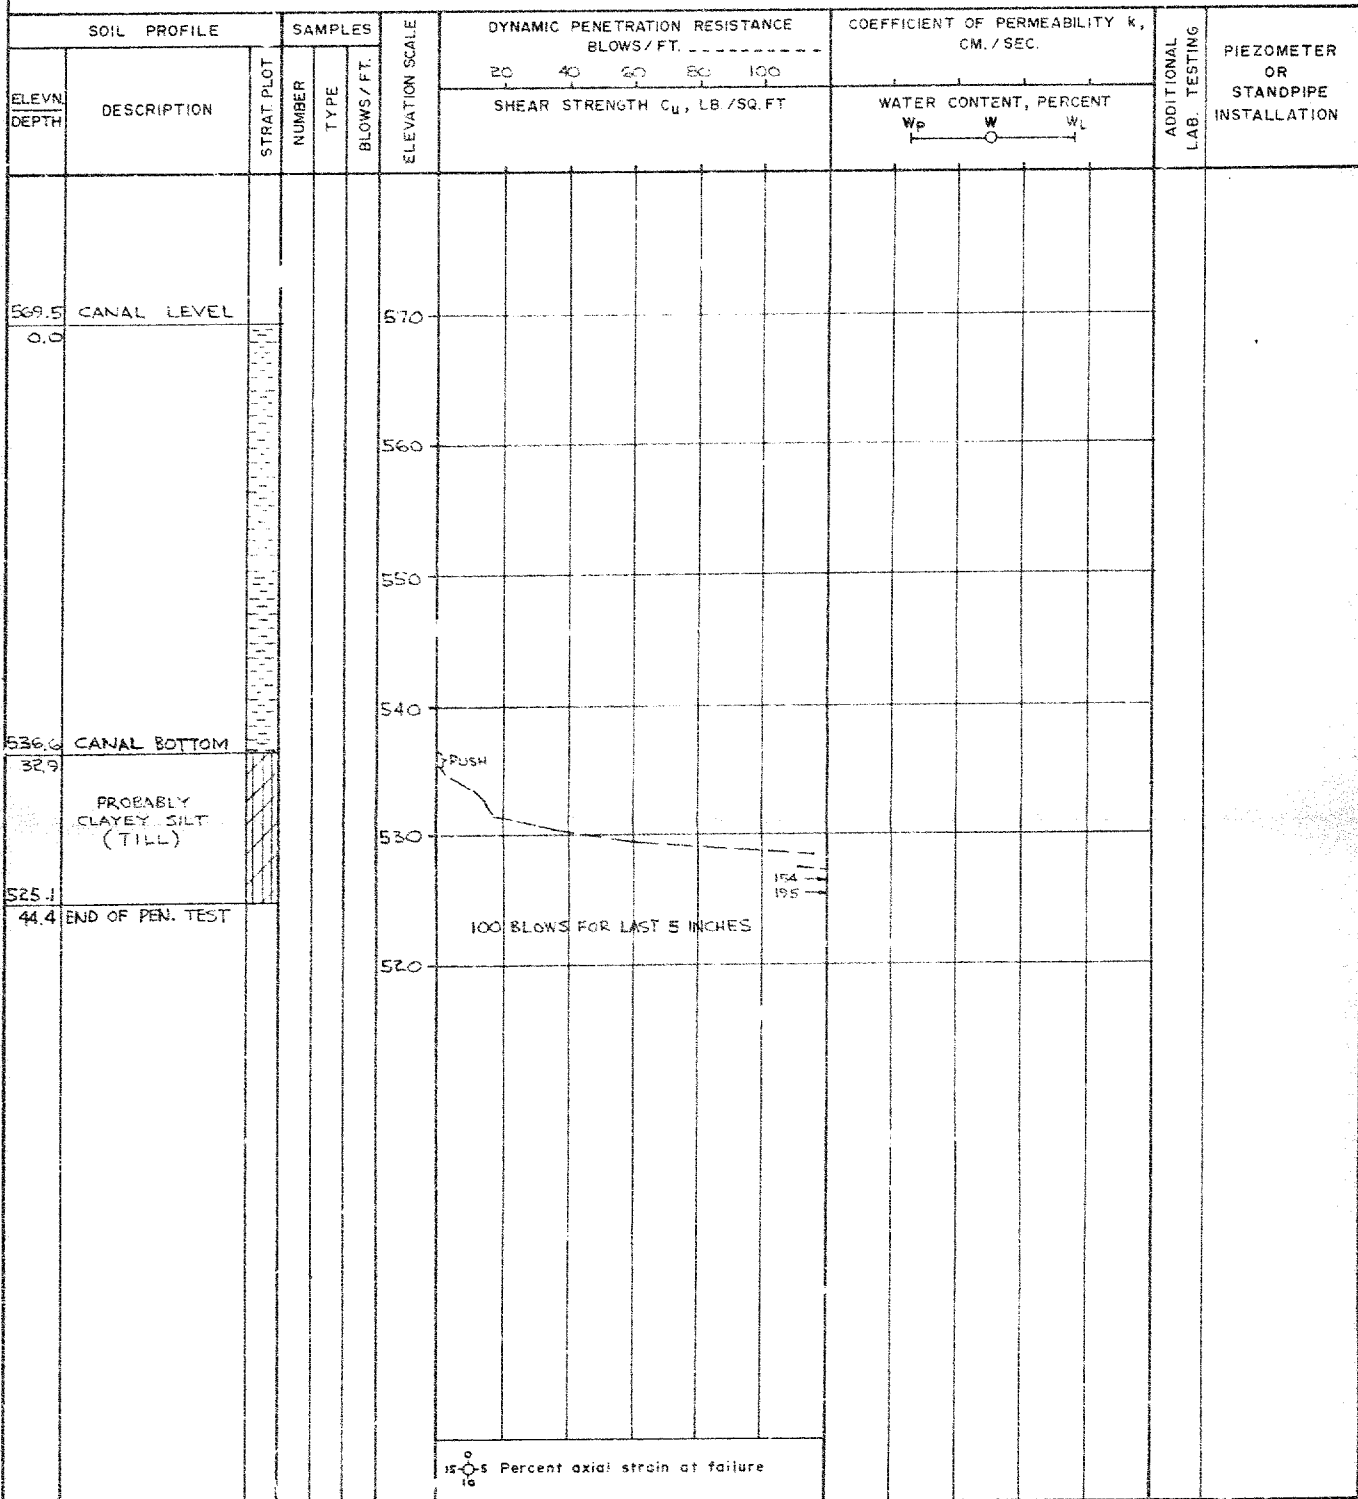 SOIL PROFILE
SAMPLES
ELEVATION SCALE
DYNAMIC PENETRATION RESISTANCE
BLOWS/FT.
20 40 60 80 100
SHEAR STRENGTH Cu, LB./SQ.FT
COEFFICIENT OF PERMEABILITY k,
CM./SEC.
WATER CONTENT, PERCENT
WP W WL
ADDITIONAL
LAB. TESTING
PIEZOMETER
OR
STANDPIPE
INSTALLATION
ELEVN.
DEPTH
DESCRIPTION
STRAT. PLOT
NUMBER
TYPE
BLOWS/FT.
569.5 CANAL LEVEL
0.0
570
560
550
540
536.6 CANAL BOTTOM
32.9
PUSH
PROBABLY
CLAYEY SILT
(TILL)
530
154
195
525.1
44.4 END OF PEN. TEST
100 BLOWS FOR LAST 5 INCHES
520
0
15 5 Percent axial strain at failure
10